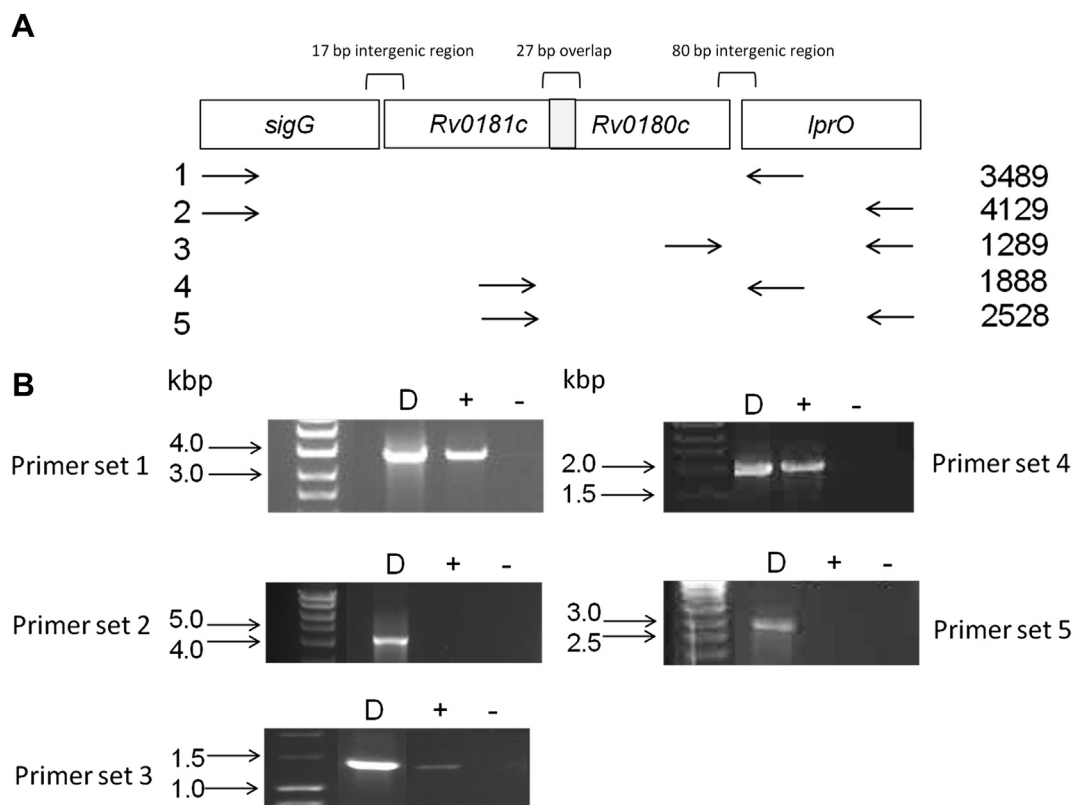 A
17 bp intergenic region 27 bp overlap 80 bp intergenic region
sigG Rv0181c Rv0180c lprO
1 3489
2 4129
3 1289
4 1888
5 2528
B
kbp
D + -
4.0
3.0
Primer set 1
kbp
D + -
2.0
1.5
Primer set 4
D + -
5.0
4.0
Primer set 2
D + -
3.0
2.5
Primer set 5
D + -
1.5
1.0
Primer set 3